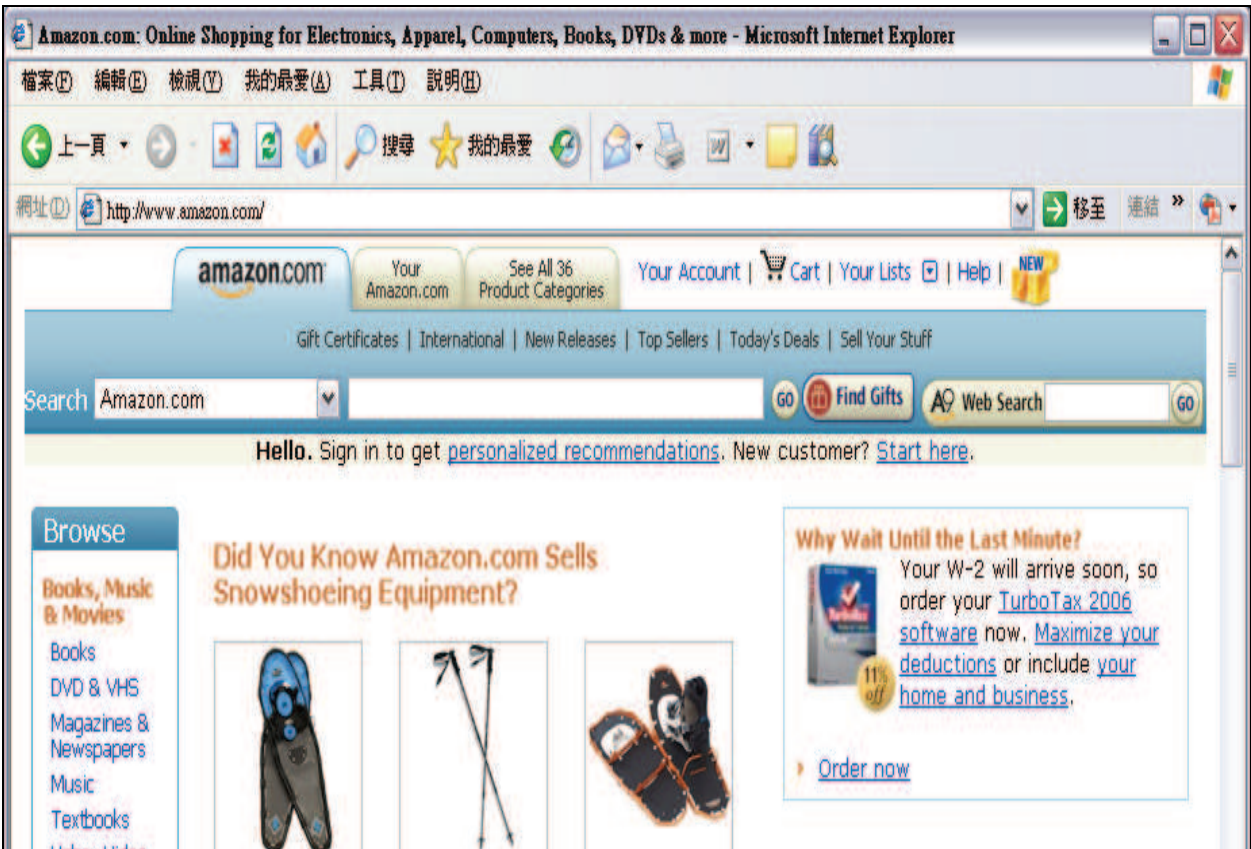 Amazon.com: Online Shopping for Electronics, Apparel, Computers, Books, DVDs & more - Microsoft Internet Explorer
檔案(F) 編輯(E) 檢視(V) 我的最愛(A) 工具(T) 說明(H)
上一頁 搜尋 我的最愛 W
網址(D) http://www.amazon.com/ 移至 連結 »
amazon.com Your Amazon.com See All 36 Product Categories Your Account | Cart | Your Lists | Help | NEW
Gift Certificates | International | New Releases | Top Sellers | Today's Deals | Sell Your Stuff
Search Amazon.com GO Find Gifts A9 Web Search GO
Hello. Sign in to get personalized recommendations. New customer? Start here.
Browse
Books, Music
& Movies
Books
DVD & VHS
Magazines &
Newspapers
Music
Textbooks
Did You Know Amazon.com Sells
Snowshoeing Equipment?
Why Wait Until the Last Minute?
Your W-2 will arrive soon, so
order your TurboTax 2006
software now. Maximize your
deductions or include your
home and business.
TurboTax
11%
off
Order now